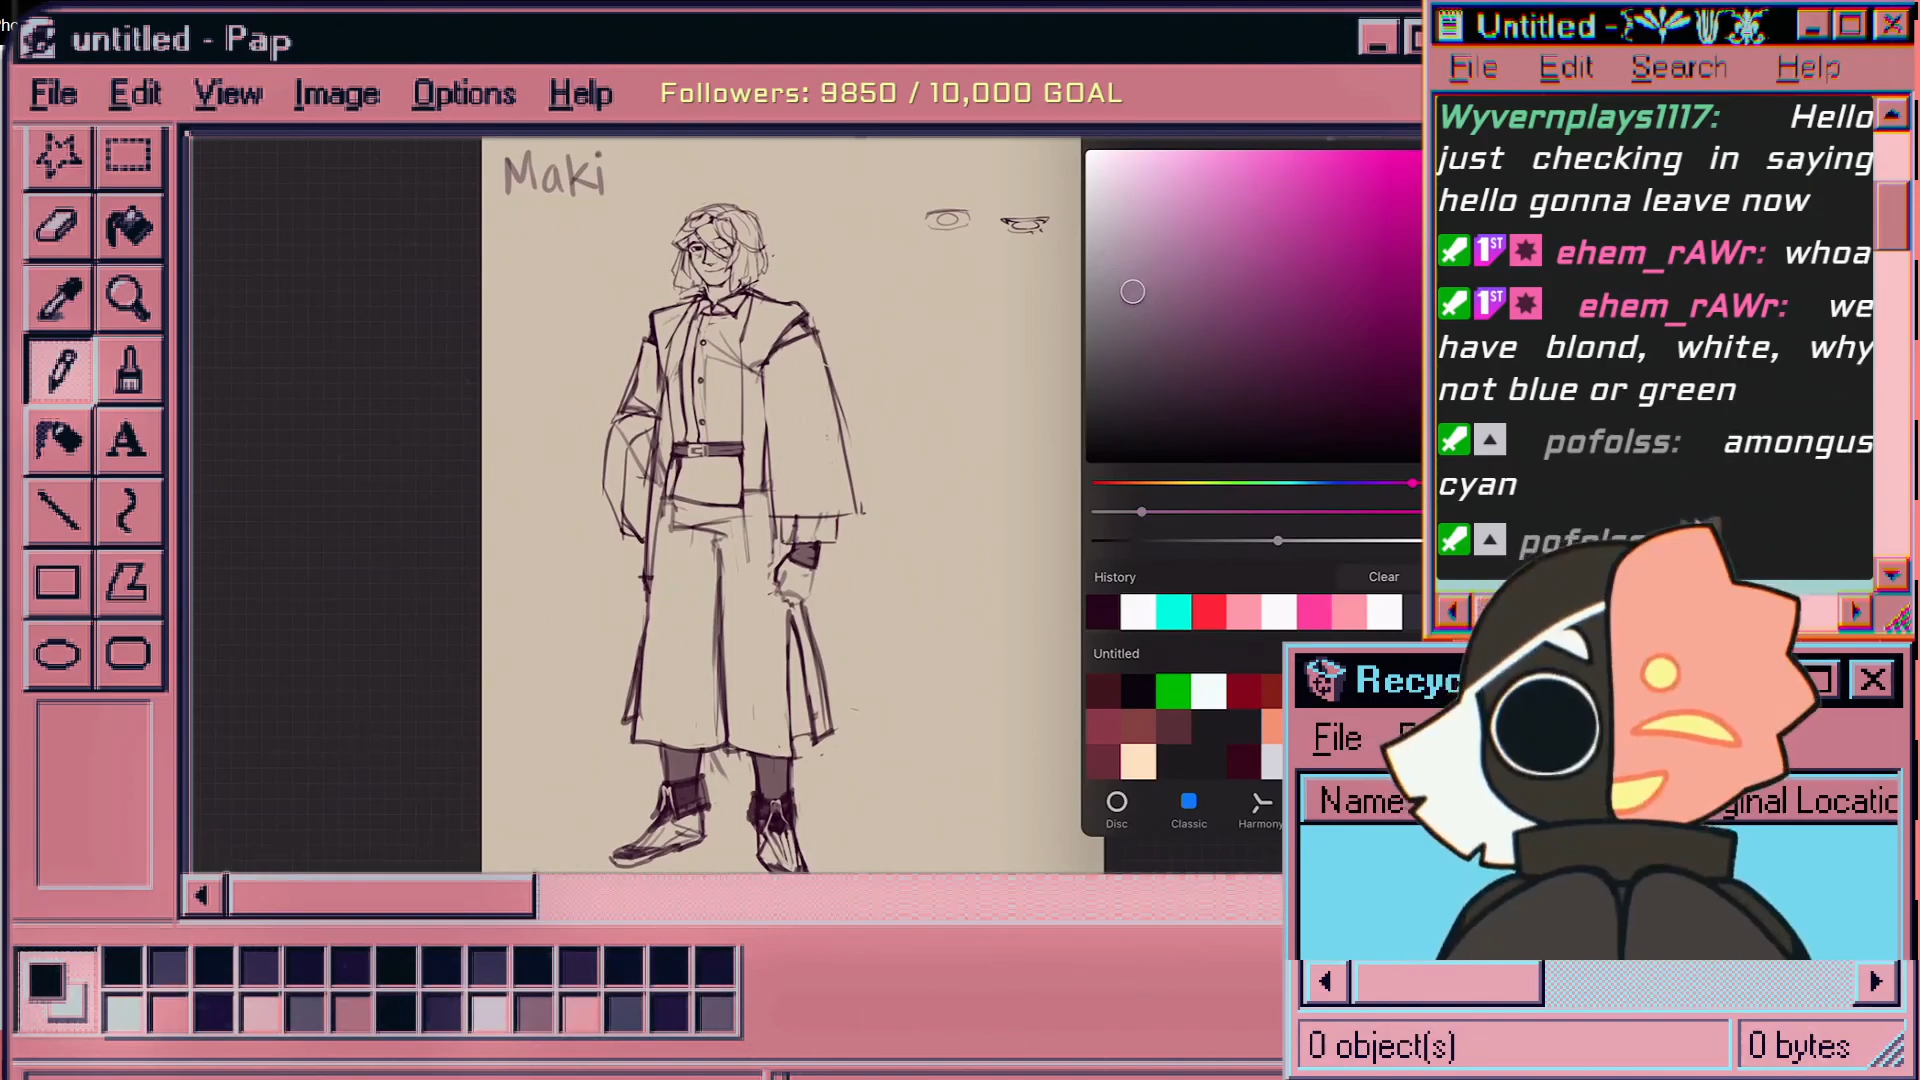 untitled - Pap
File Edit View Image Options Help
Followers: 9850 / 10,000 GOAL
Maki
History
Clear
Untitled
Disc
Classic
Harmony
Untitled -
File Edit Search Help
Wyvernplays1117: Hello
just checking in saying
hello gonna leave now
1ST ehem_rAWr: whoa
1ST ehem_rAWr: we
have blond, white, why
not blue or green
pofolss: amongus
cyan
Recyc
File
Name
ginal Locatio
0 object(s)
0 bytes